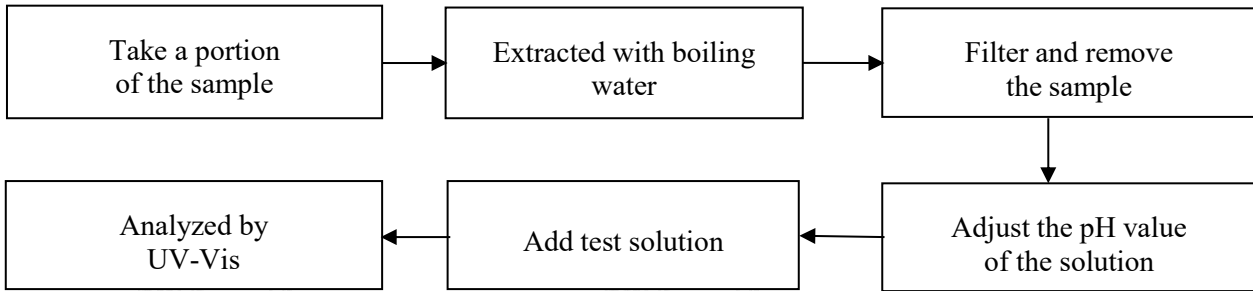 Take a portion
of the sample
Extracted with boiling
water
Filter and remove
the sample
Adjust the pH value
of the solution
Add test solution
Analyzed by
UV-Vis